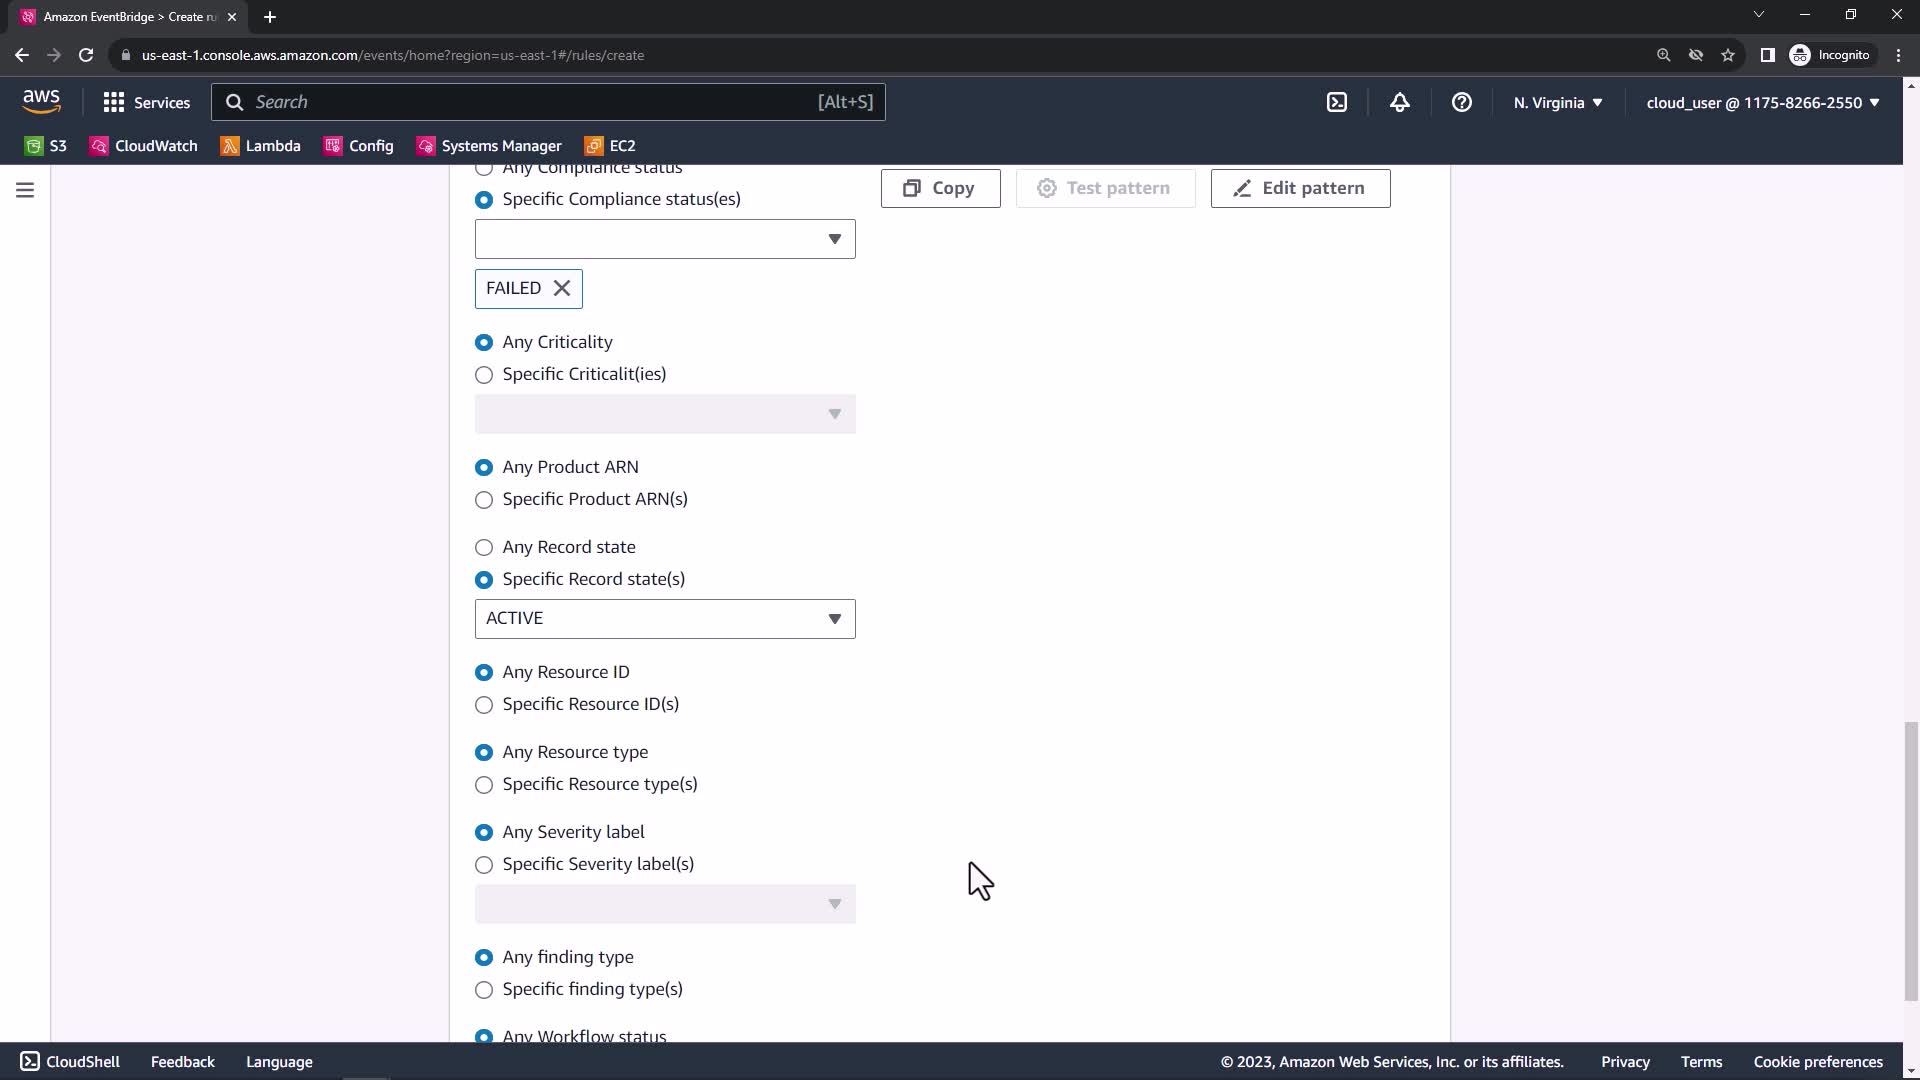 Amazon EventBridge > Create ru
us-east-1.console.aws.amazon.com/events/home?region=us-east-1#/rules/create
Incognito
aws
Services
Search
[Alt+S]
N. Virginia
cloud_user @ 1175-8266-2550
S3
CloudWatch
Lambda
Config
Systems Manager
EC2
Any Compliance status
Specific Compliance status(es)
Copy
Test pattern
Edit pattern
FAILED
Any Criticality
Specific Criticalit(ies)
Any Product ARN
Specific Product ARN(s)
Any Record state
Specific Record state(s)
ACTIVE
Any Resource ID
Specific Resource ID(s)
Any Resource type
Specific Resource type(s)
Any Severity label
Specific Severity label(s)
Any finding type
Specific finding type(s)
Any Workflow status
CloudShell
Feedback
Language
© 2023, Amazon Web Services, Inc. or its affiliates.
Privacy
Terms
Cookie preferences